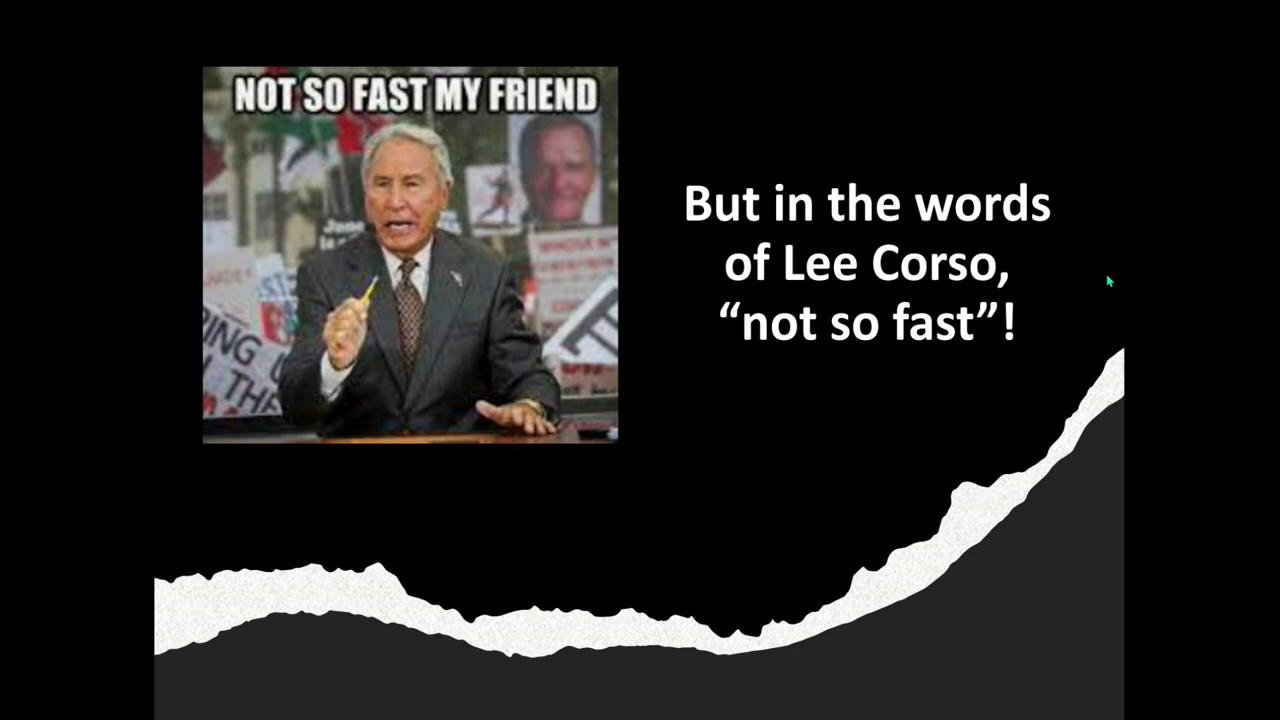 NOT SO FAST MY FRIEND
But in the words
of Lee Corso,
“not so fast”!